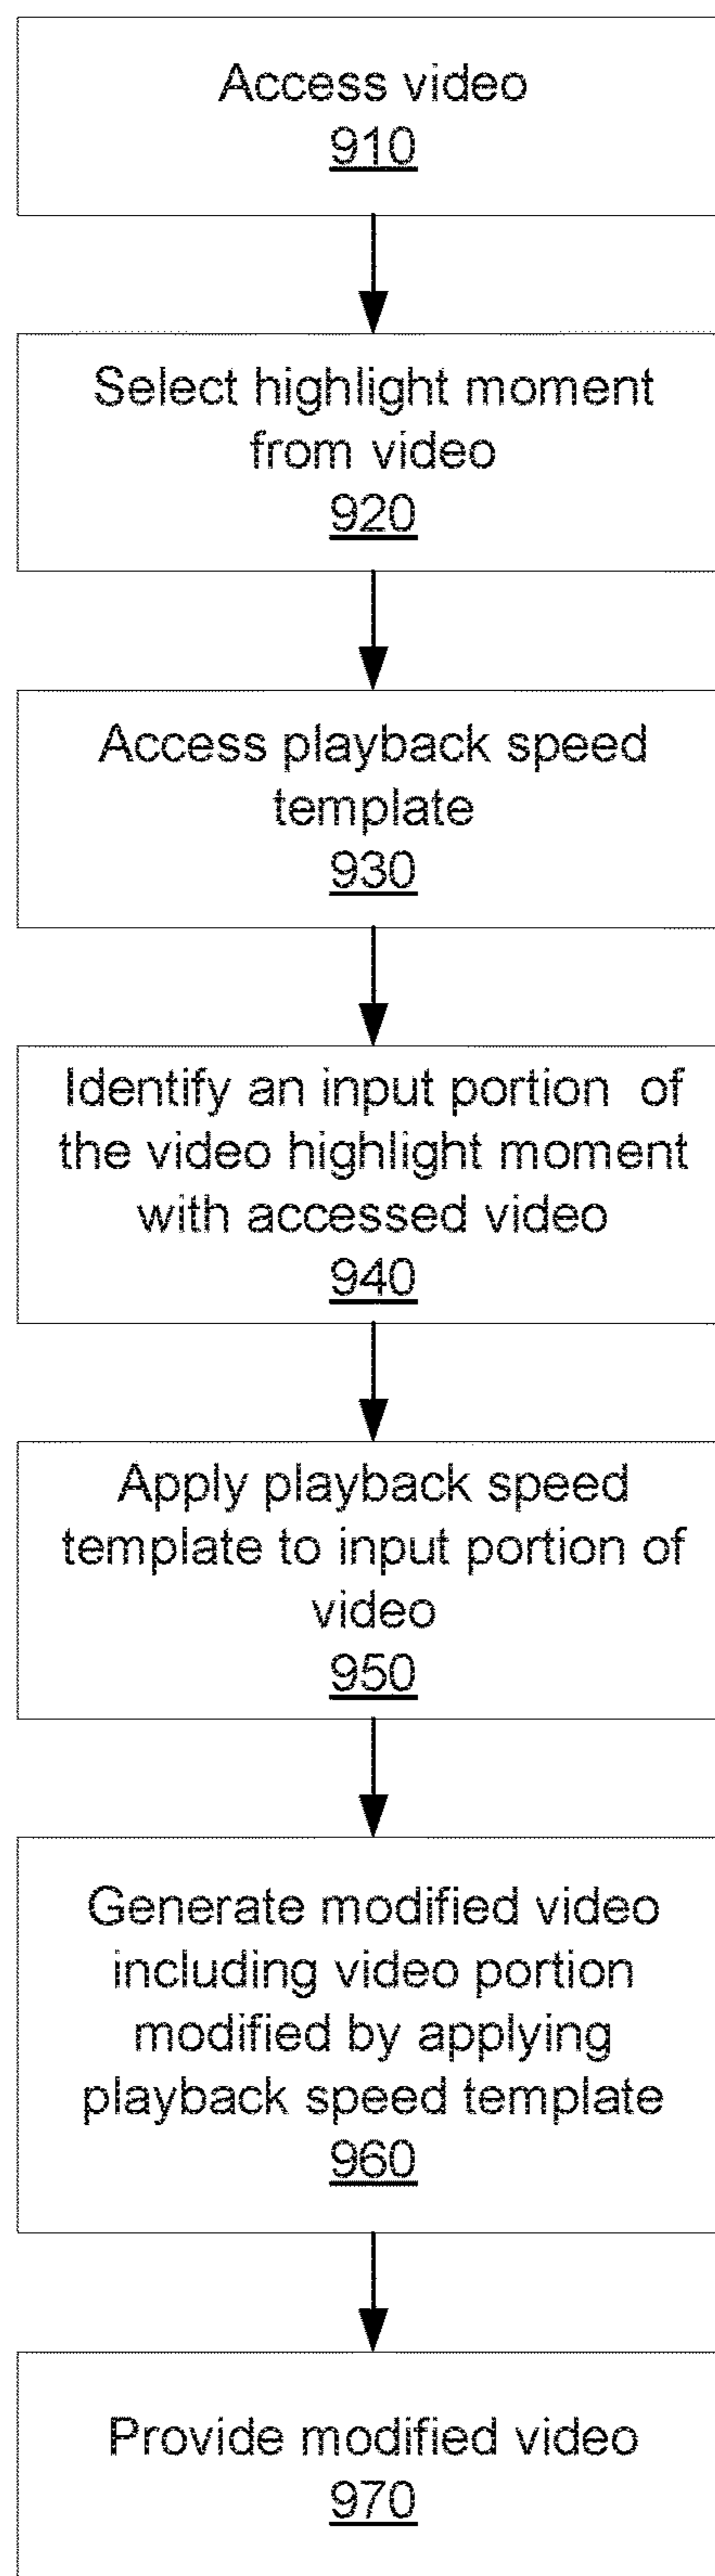 Access video
910
Select highlight moment
from video
920
Access playback speed
template
930
Identify an input portion of
the video highlight moment
with accessed video
940
Apply playback speed
template to input portion of
video
950
Generate modified video
including video portion
modified by applying
playback speed template
960
Provide modified video
970